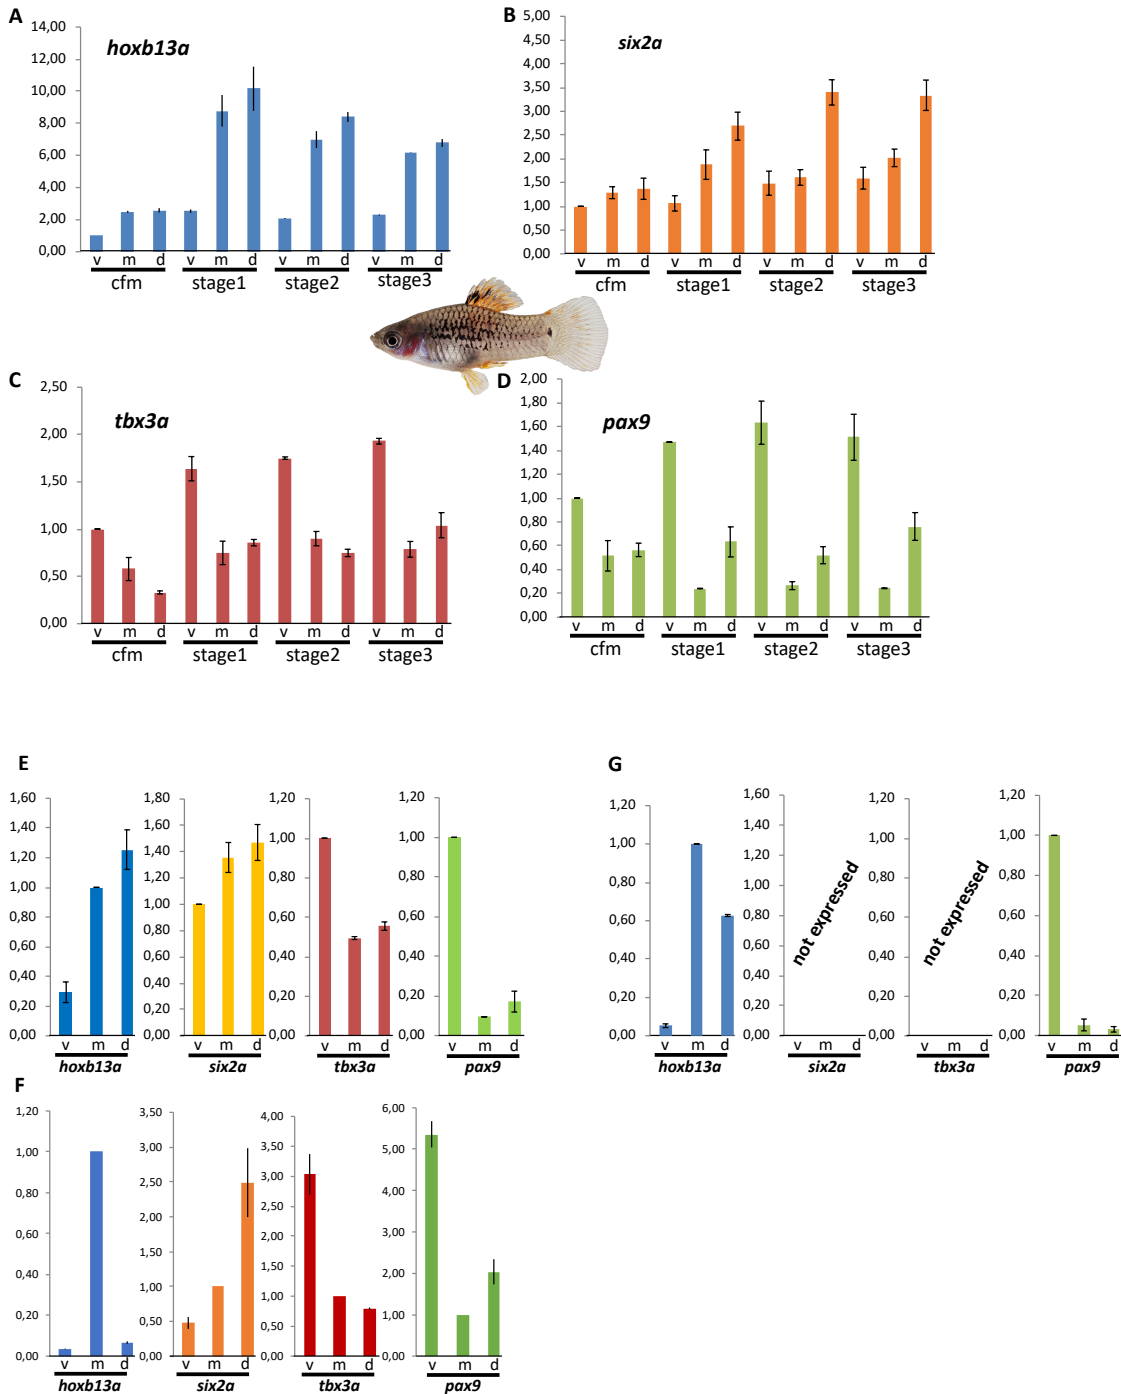 A
hoxb13a
14,00
12,00
10,00
8,00
6,00
4,00
2,00
0,00
v m d v m d v m d v m d
cfm stage1 stage2 stage3
B
six2a
5,00
4,50
4,00
3,50
3,00
2,50
2,00
1,50
1,00
0,50
0,00
v m d v m d v m d v m d
cfm stage1 stage2 stage3
C
tbx3a
2,50
2,00
1,50
1,00
0,50
0,00
v m d v m d v m d v m d
cfm stage1 stage2 stage3
D
pax9
2,00
1,80
1,60
1,40
1,20
1,00
0,80
0,60
0,40
0,20
0,00
v m d v m d v m d v m d
cfm stage1 stage2 stage3
E
1,60
1,40
1,20
1,00
0,80
0,60
0,40
0,20
0,00
v m d
hoxb13a
1,80
1,60
1,40
1,20
1,00
0,80
0,60
0,40
0,20
0,00
v m d
six2a
1,20
1,00
0,80
0,60
0,40
0,20
0,00
v m d
tbx3a
1,20
1,00
0,80
0,60
0,40
0,20
0,00
v m d
pax9
G
1,20
1,00
0,80
0,60
0,40
0,20
0,00
v m d
hoxb13a
1,60
1,40
1,20
1,00
0,80
0,60
0,40
0,20
0,00
not expressed
v m d
six2a
1,20
1,00
0,80
0,60
0,40
0,20
0,00
not expressed
v m d
tbx3a
1,20
1,00
0,80
0,60
0,40
0,20
0,00
v m d
pax9
F
1,20
1,00
0,80
0,60
0,40
0,20
0,00
v m d
hoxb13a
3,50
3,00
2,50
2,00
1,50
1,00
0,50
0,00
v m d
six2a
4,00
3,50
3,00
2,50
2,00
1,50
1,00
0,50
0,00
v m d
tbx3a
6,00
5,00
4,00
3,00
2,00
1,00
0,00
v m d
pax9